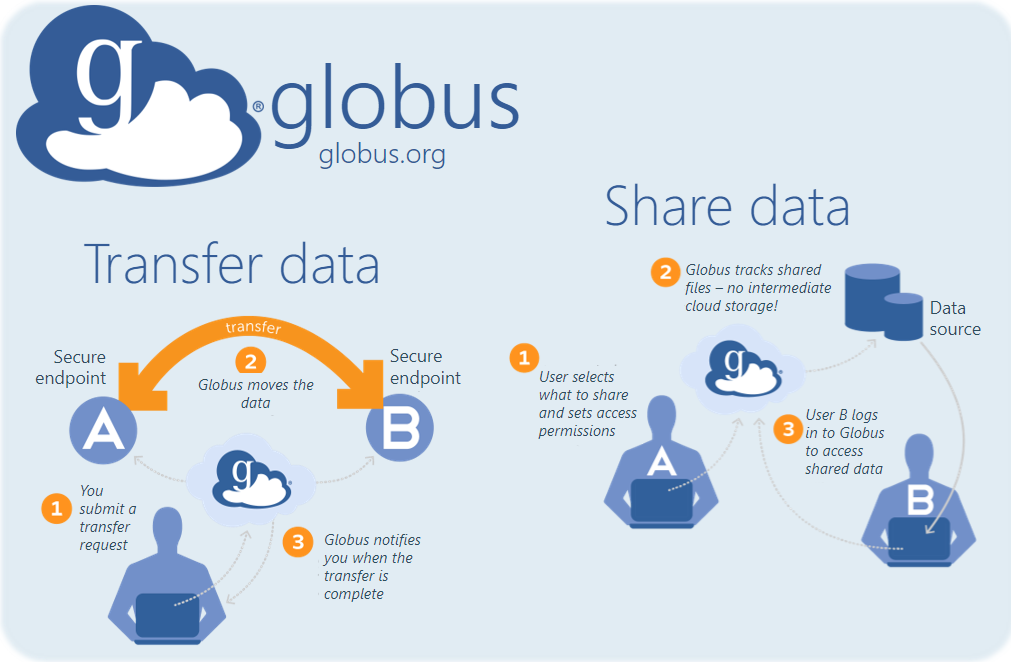 g
® globus
globus.org
Transfer data
transfer
Secure
endpoint
A
2
Globus moves the
data
Secure
endpoint
B
g
1
You
submit a
transfer
request
3
Globus notifies
you when the
transfer is
complete
Share data
2
Globus tracks shared
files – no intermediate
cloud storage!
Data
source
g
1
User selects
what to share
and sets access
permissions
A
3
User B logs
in to Globus
to access
shared data
B